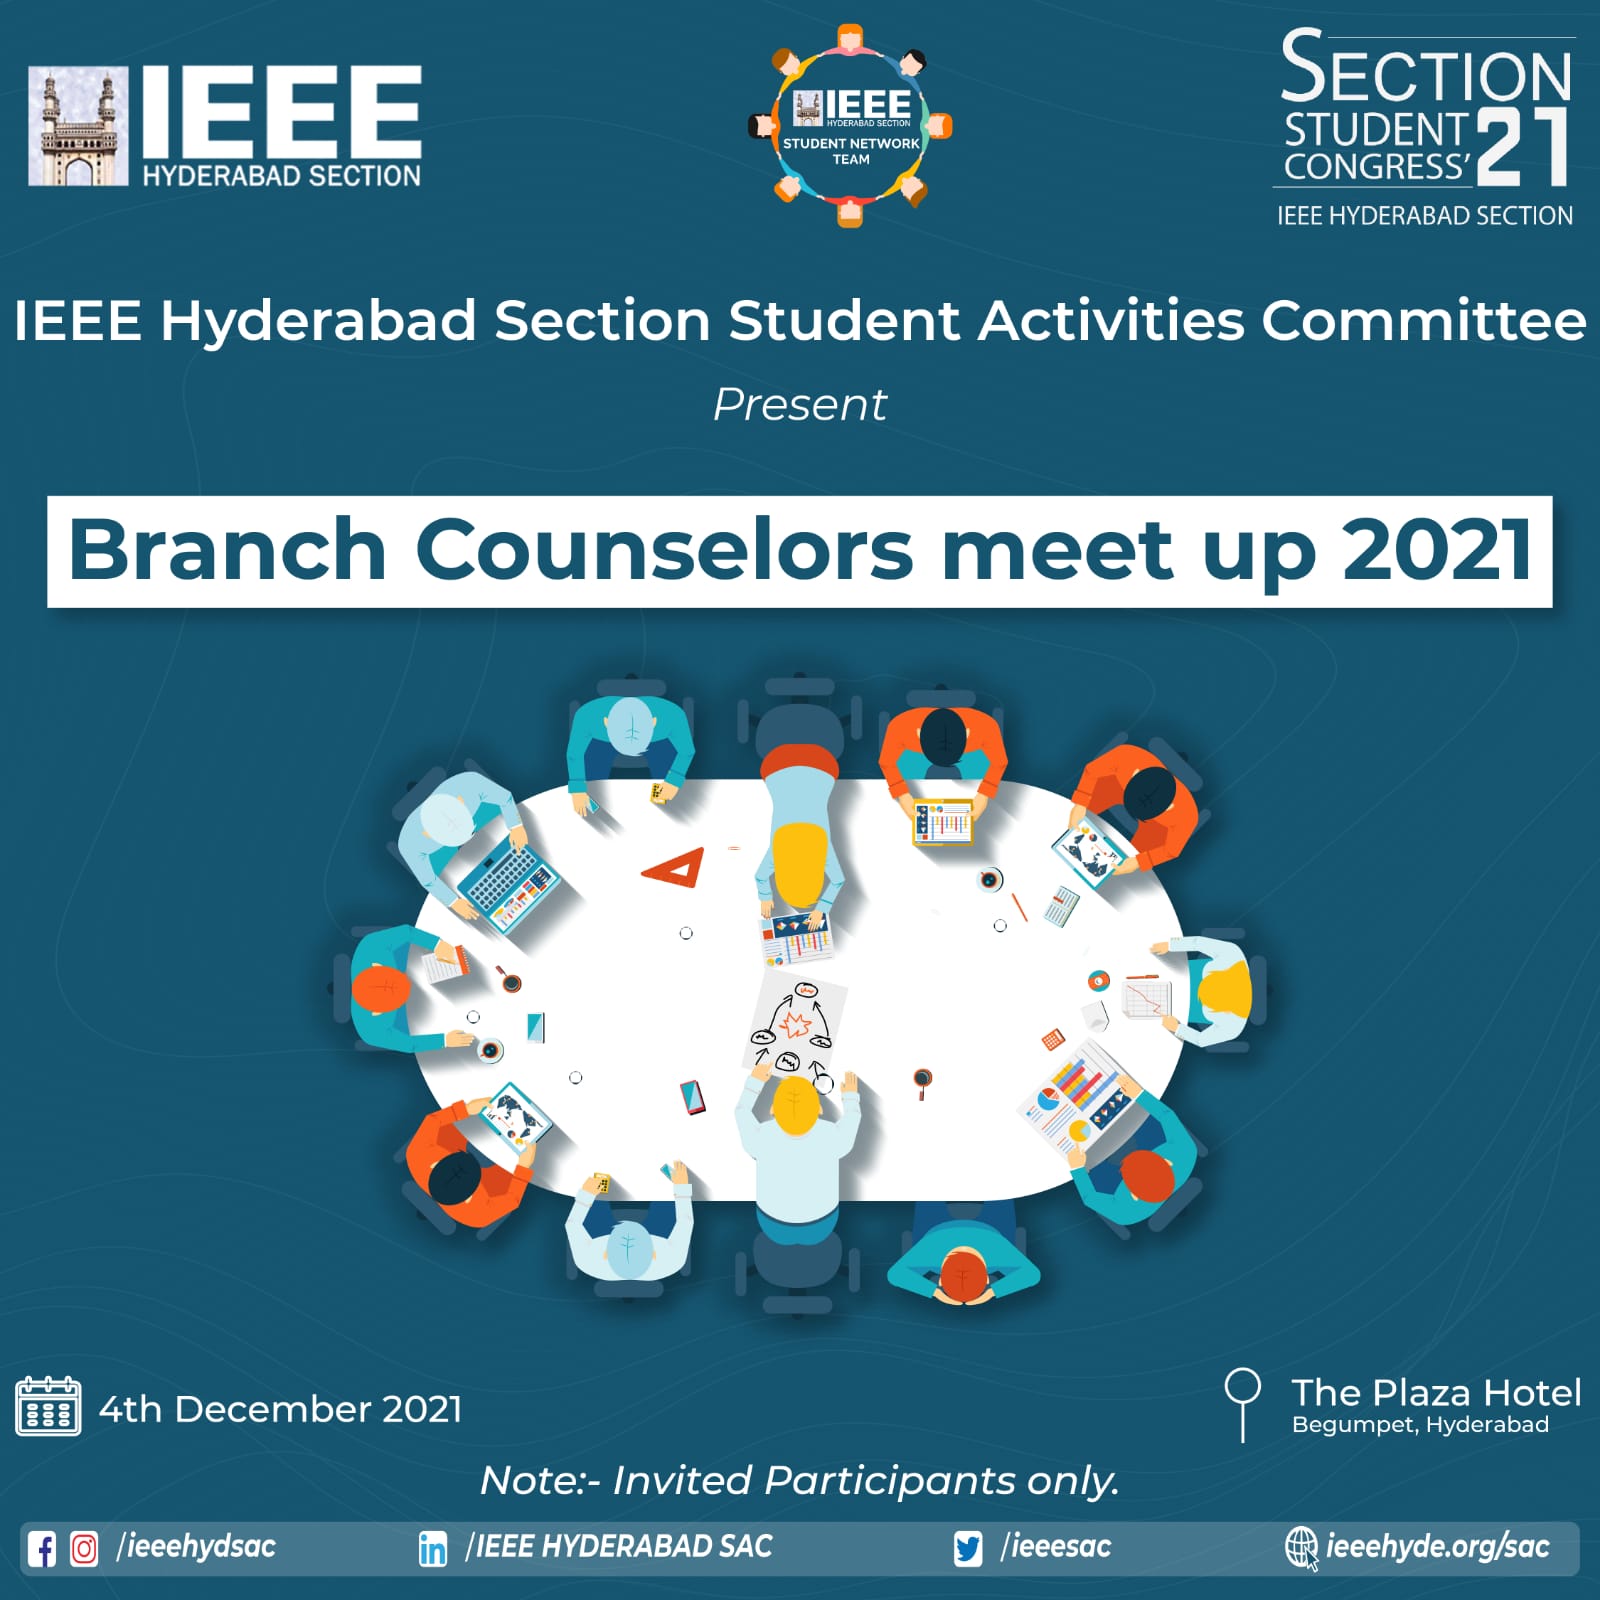 IEEE
HYDERABAD SECTION
IEEE
HYDERABAD SECTION
STUDENT NETWORK
TEAM
SECTION
STUDENT
CONGRESS'
21
IEEE HYDERABAD SECTION
IEEE Hyderabad Section Student Activities Committee
Present
Branch Counselors meet up 2021
4th December 2021
The Plaza Hotel
Begumpet, Hyderabad
Note:- Invited Participants only.
/ieeehydsac
/IEEE HYDERABAD SAC
/ieeesac
ieeehyde.org/sac